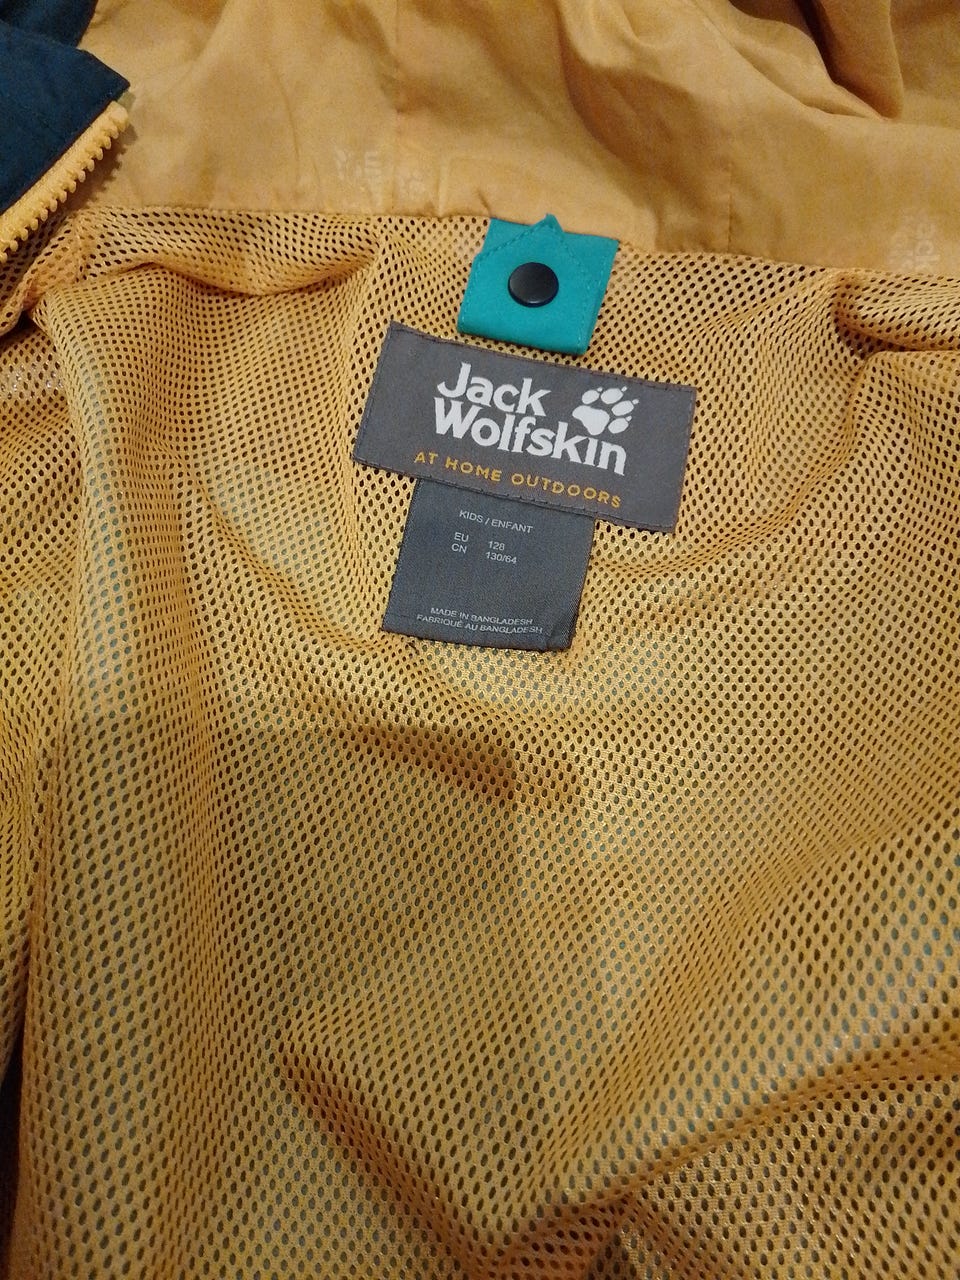 Jack
Wolfskin
AT HOME OUTDOORS
KIDS / ENFANT
EU 128
CN 130/64
MADE IN BANGLADESH
FABRIQUÉ AU BANGLADESH